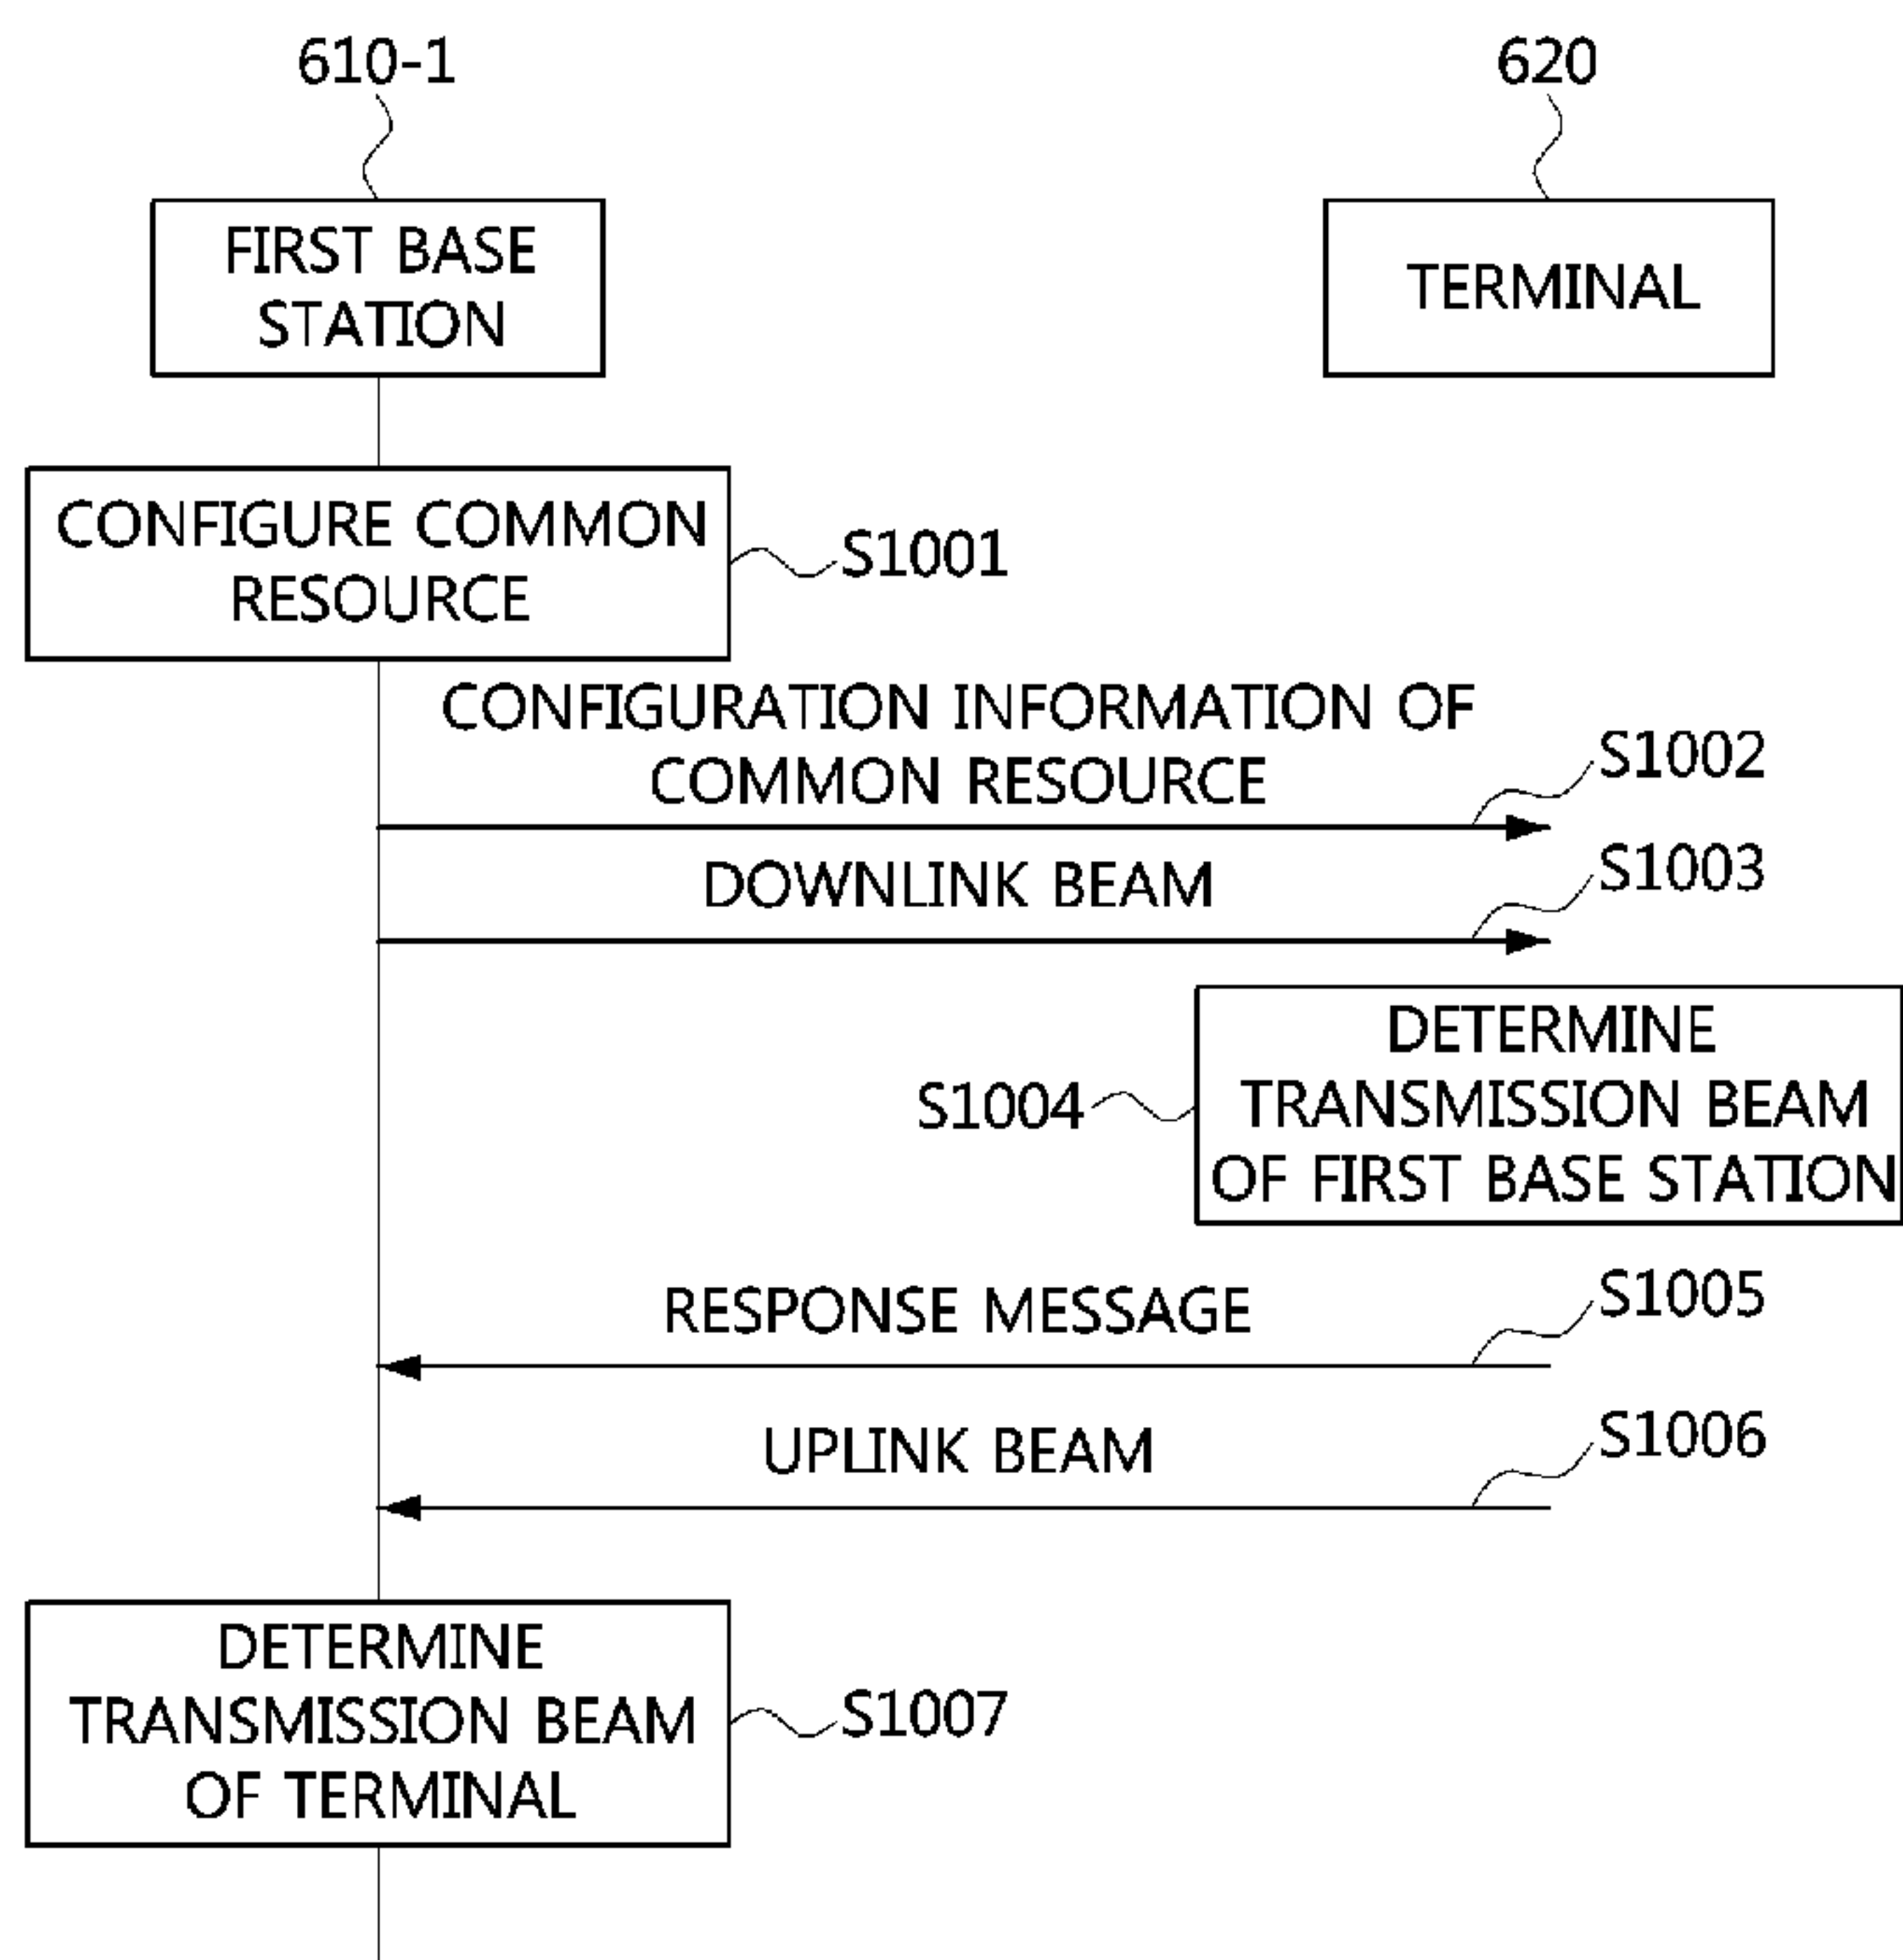 610-1
620
FIRST BASE
STATION
TERMINAL
CONFIGURE COMMON
RESOURCE
S1001
CONFIGURATION INFORMATION OF
COMMON RESOURCE
S1002
DOWNLINK BEAM
S1003
DETERMINE
TRANSMISSION BEAM
OF FIRST BASE STATION
S1004
RESPONSE MESSAGE
S1005
UPLINK BEAM
S1006
DETERMINE
TRANSMISSION BEAM
OF TERMINAL
S1007